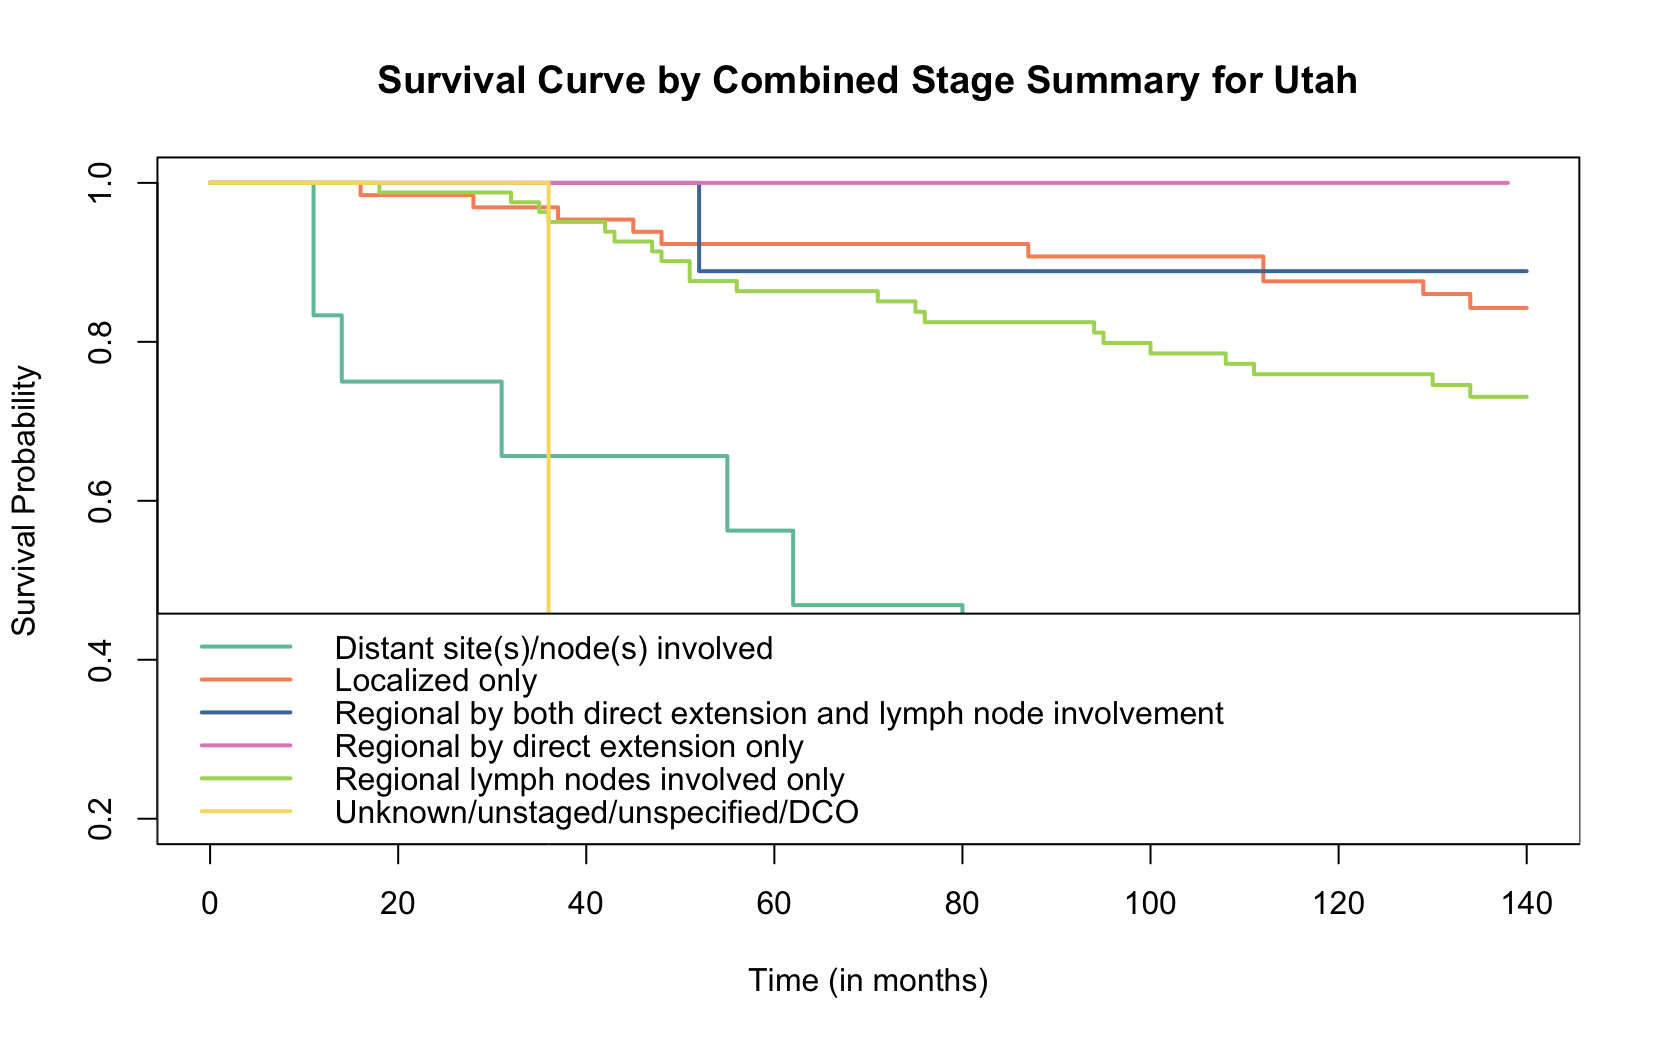 Survival Curve by Combined Stage Summary for Utah
Survival Probability
1.0
0.8
0.6
0.4
0.2
Distant site(s)/node(s) involved
Localized only
Regional by both direct extension and lymph node involvement
Regional by direct extension only
Regional lymph nodes involved only
Unknown/unstaged/unspecified/DCO
0 20 40 60 80 100 120 140
Time (in months)